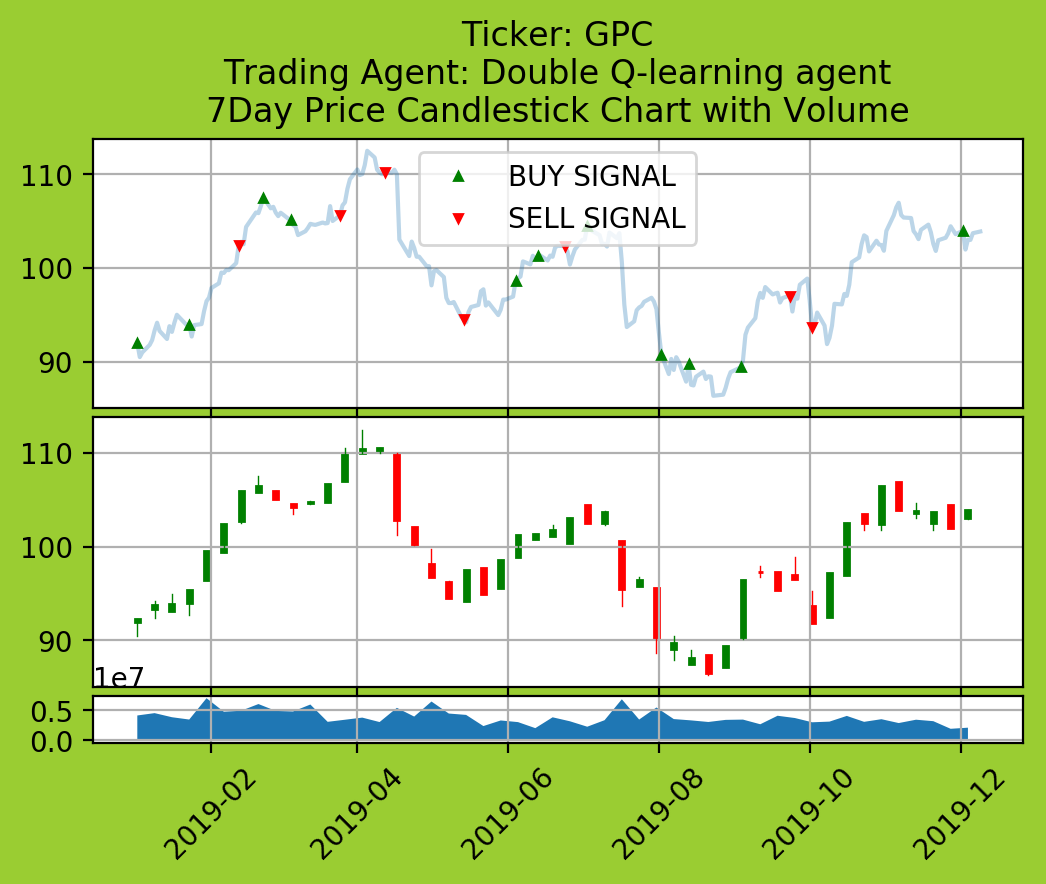 Ticker: GPC
Trading Agent: Double Q-learning agent
7Day Price Candlestick Chart with Volume
BUY SIGNAL
SELL SIGNAL
110
100
90
110
100
90
1e7
0.5
0.0
2019-02
2019-04
2019-06
2019-08
2019-10
2019-12